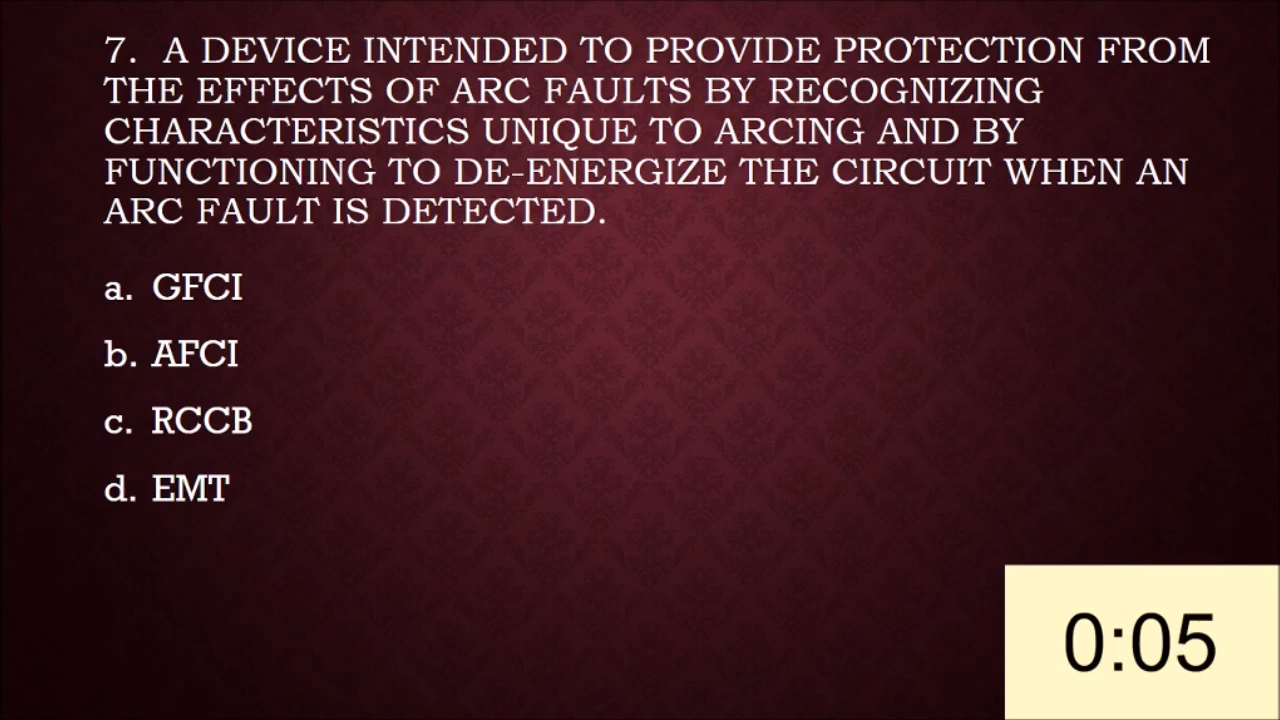 7. A DEVICE INTENDED TO PROVIDE PROTECTION FROM
THE EFFECTS OF ARC FAULTS BY RECOGNIZING
CHARACTERISTICS UNIQUE TO ARCING AND BY
FUNCTIONING TO DE-ENERGIZE THE CIRCUIT WHEN AN
ARC FAULT IS DETECTED.
a. GFCI
b. AFCI
c. RCCB
d. EMT
0:05